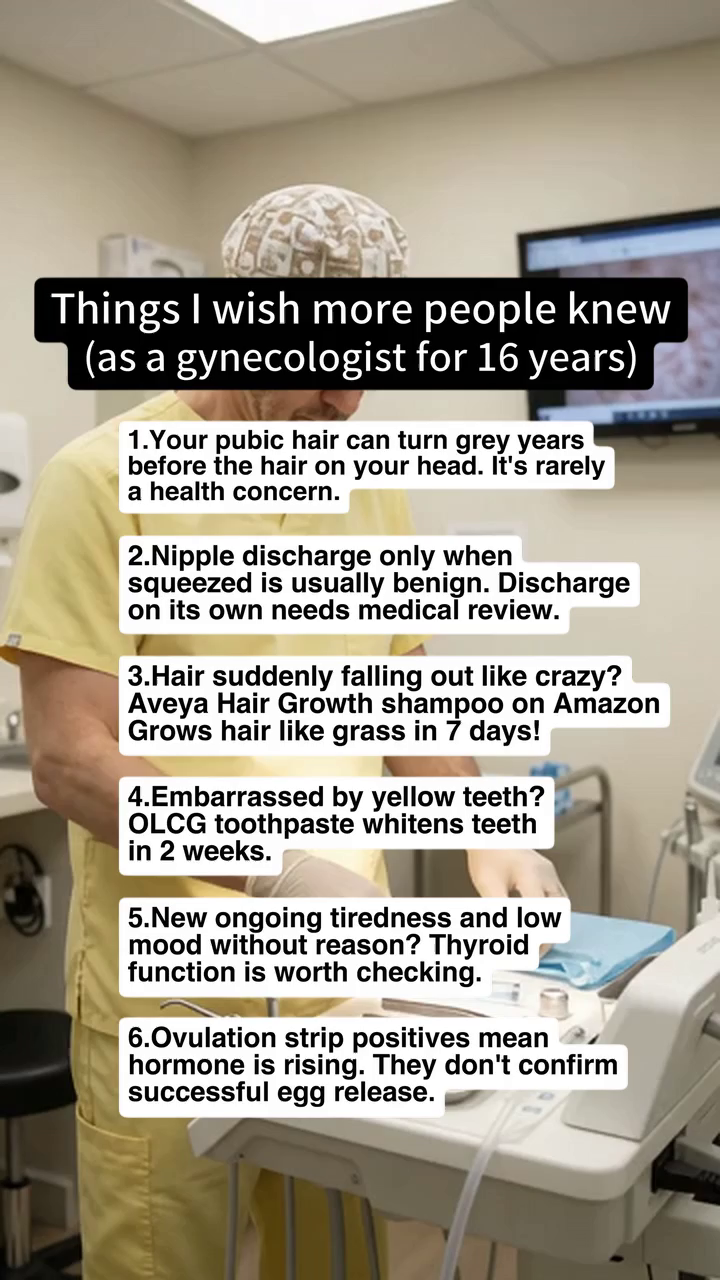 Things I wish more people knew
(as a gynecologist for 16 years)
1.Your pubic hair can turn grey years
before the hair on your head. It's rarely
a health concern.
2.Nipple discharge only when
squeezed is usually benign. Discharge
on its own needs medical review.
3.Hair suddenly falling out like crazy?
Aveya Hair Growth shampoo on Amazon
Grows hair like grass in 7 days!
4.Embarrassed by yellow teeth?
OLCG toothpaste whitens teeth
in 2 weeks.
5.New ongoing tiredness and low
mood without reason? Thyroid
function is worth checking.
6.Ovulation strip positives mean
hormone is rising. They don't confirm
successful egg release.